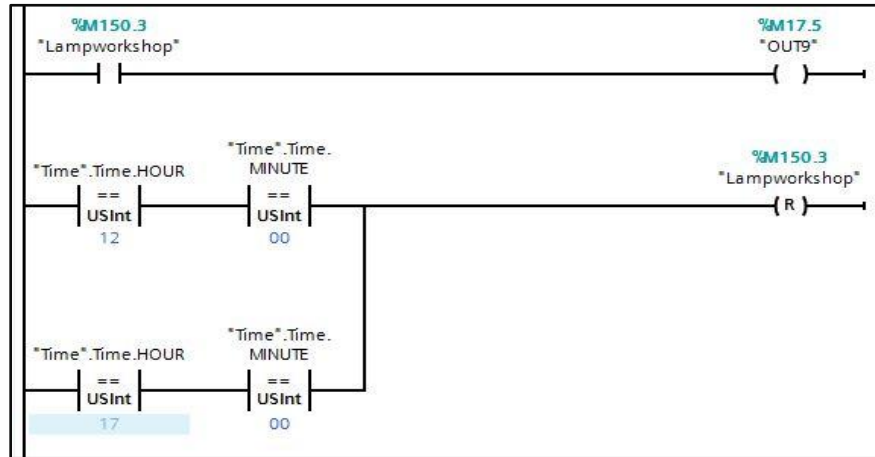 %M150.3
"Lampworkshop"
%M17.5
"OUT9"
"Time".Time.HOUR
"Time".Time.
MINUTE
%M150.3
"Lampworkshop"
==
USInt
12
==
USInt
00
R
"Time".Time.HOUR
"Time".Time.
MINUTE
==
USInt
17
==
USInt
00